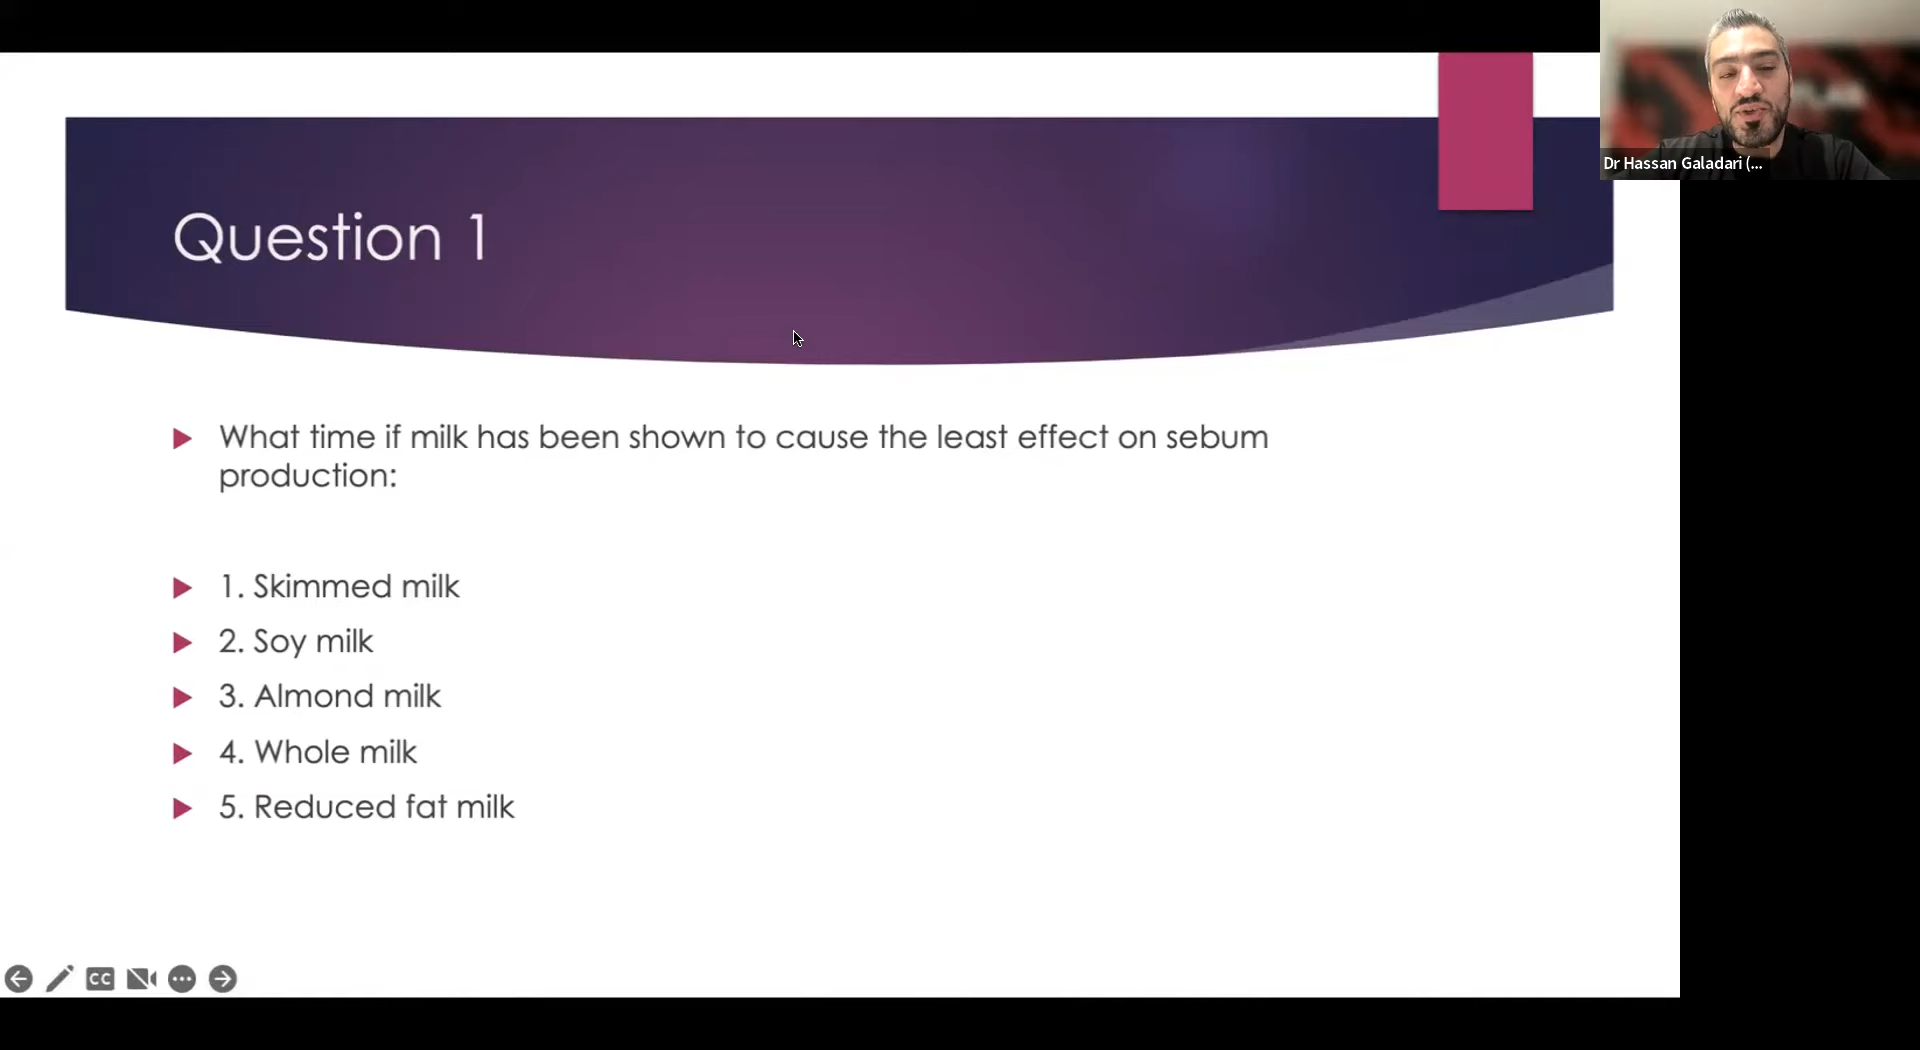 Dr Hassan Galadari (...
Question 1
What time if milk has been shown to cause the least effect on sebum
production:
1. Skimmed milk
2. Soy milk
3. Almond milk
4. Whole milk
5. Reduced fat milk
CC